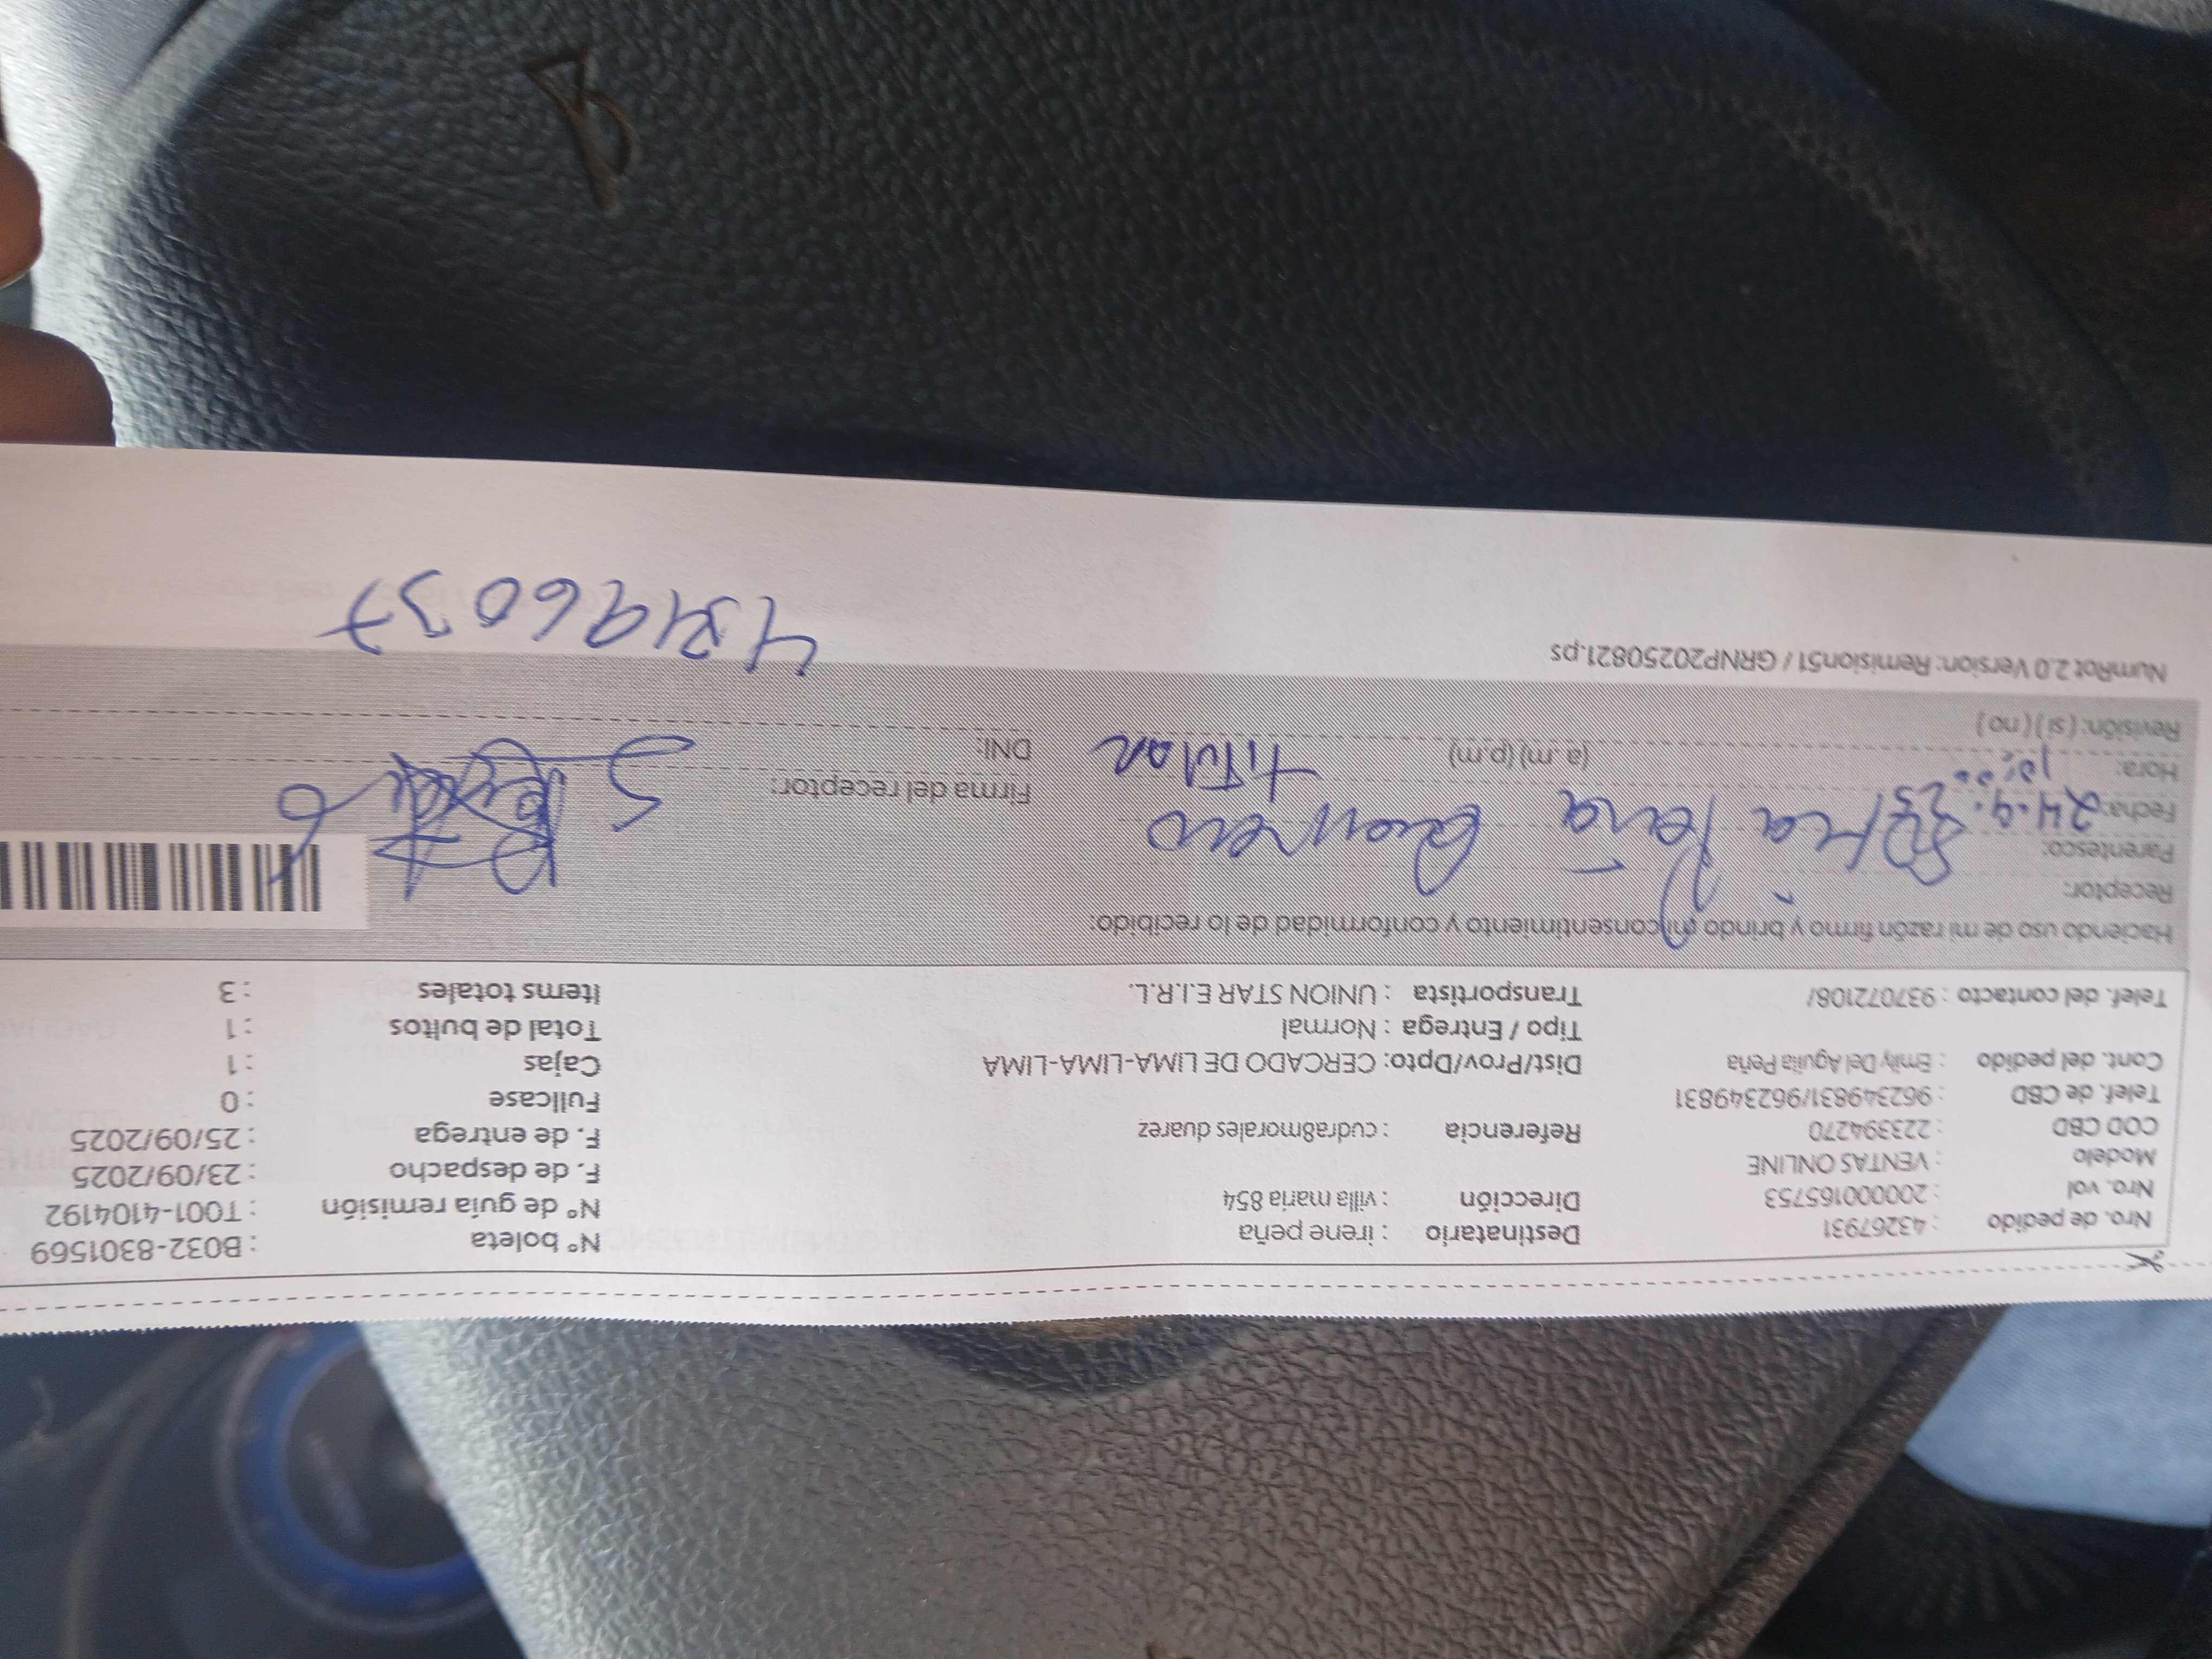 Nro. de pedido : 43267931 Destinatario : irene peña N° boleta : B032-8301569
Nro. vol : 20000165753 Dirección : villa maria 854 N° de guía remisión : T001-4104192
Modelo : VENTAS ONLINE F. de despacho : 23/09/2025
COD CBD : 223394270 Referencia : cudra8morales duarez F. de entrega : 25/09/2025
Telef. de CBD : 962349831/962349831 Fullcase : 0
Cont. del pedido : Emily Del Aguila Peña Dist/Prov/Dpto: CERCADO DE LIMA-LIMA-LIMA Cajas : 1
Tipo / Entrega : Normal Total de bultos : 1
Telef. del contacto : 937072108/ Transportista : UNION STAR E.I.R.L. Items totales : 3
Haciendo uso de mi razón firmo y brindo mi consentimiento y conformidad de lo recibido:
Receptor:
Parentesco: Peña
Fecha: 24.9.25 Firma del receptor:
Hora: (a.m) (p.m) titular DNI:
Revisión: ( si ) ( no )
NumRot 2.0 Version: Remision51 / GRNP20250821.ps